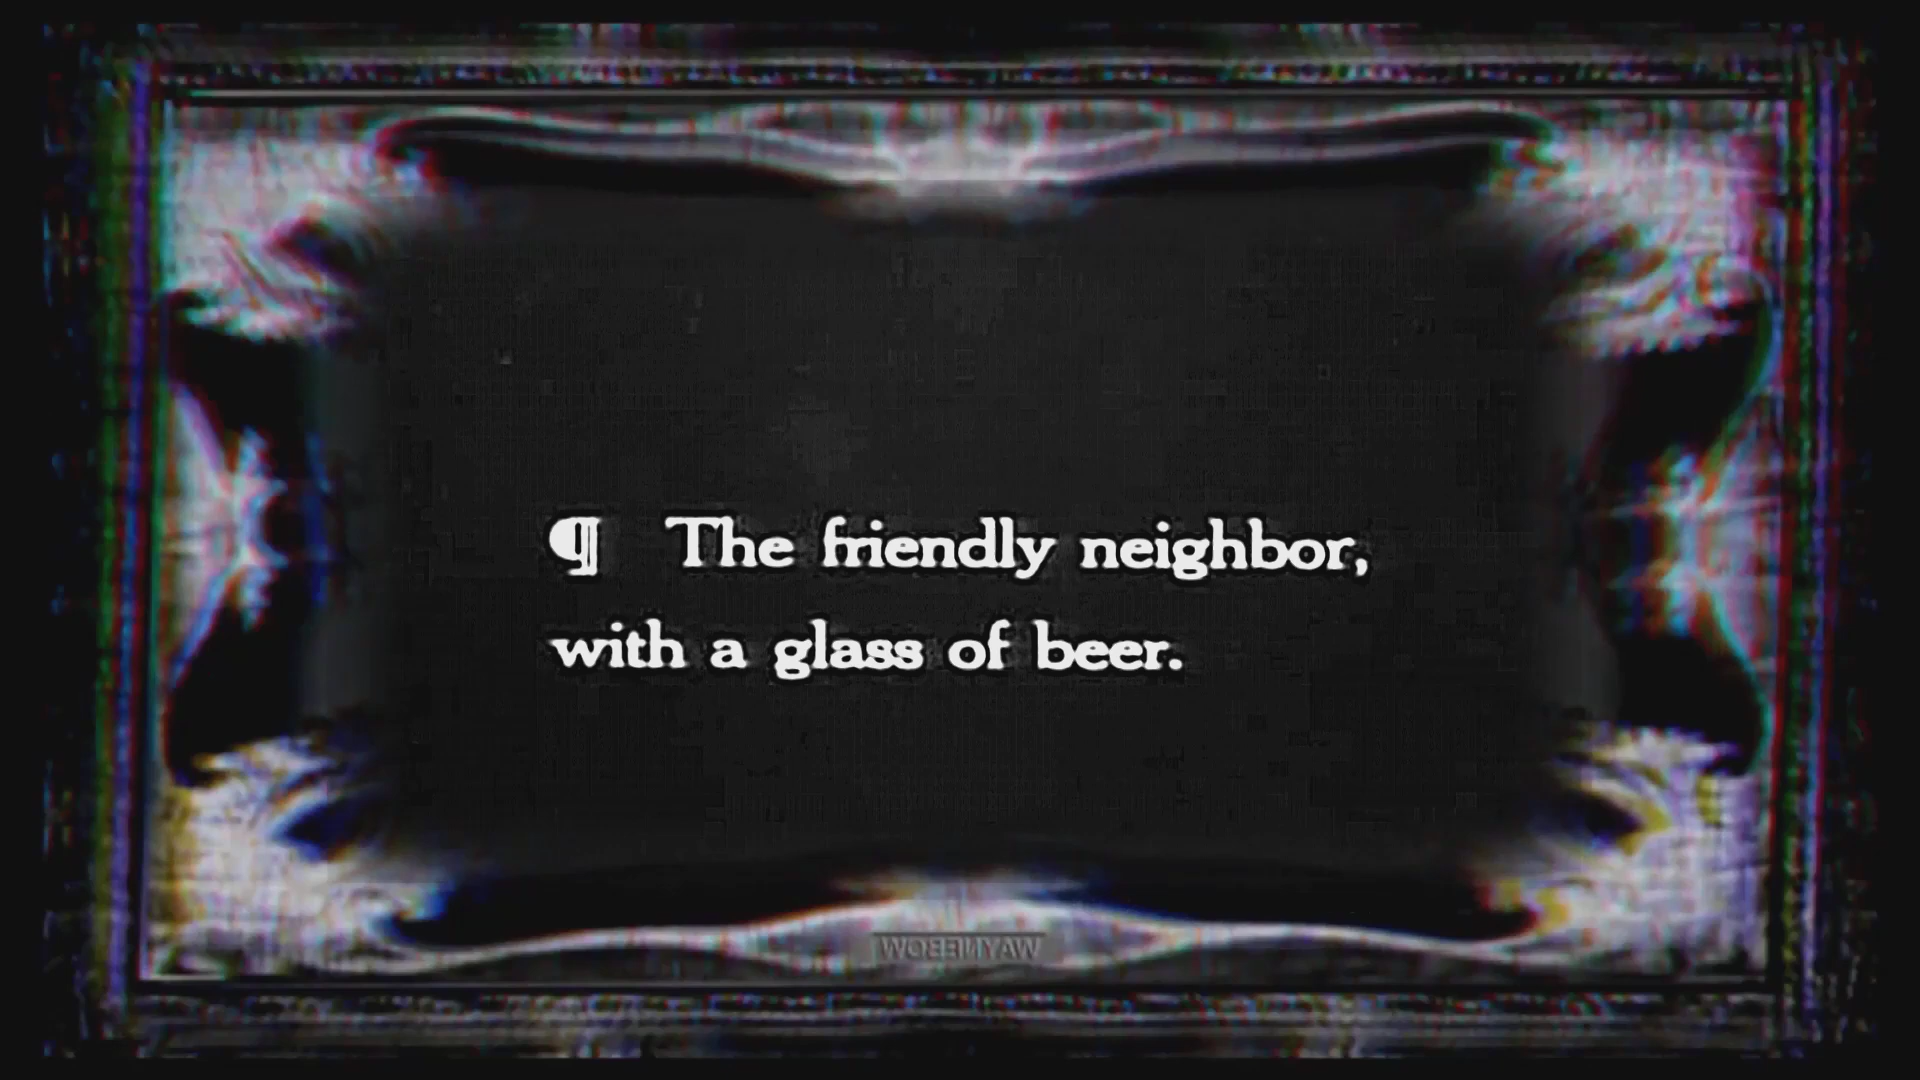 ¶ The friendly neighbor,
with a glass of beer.